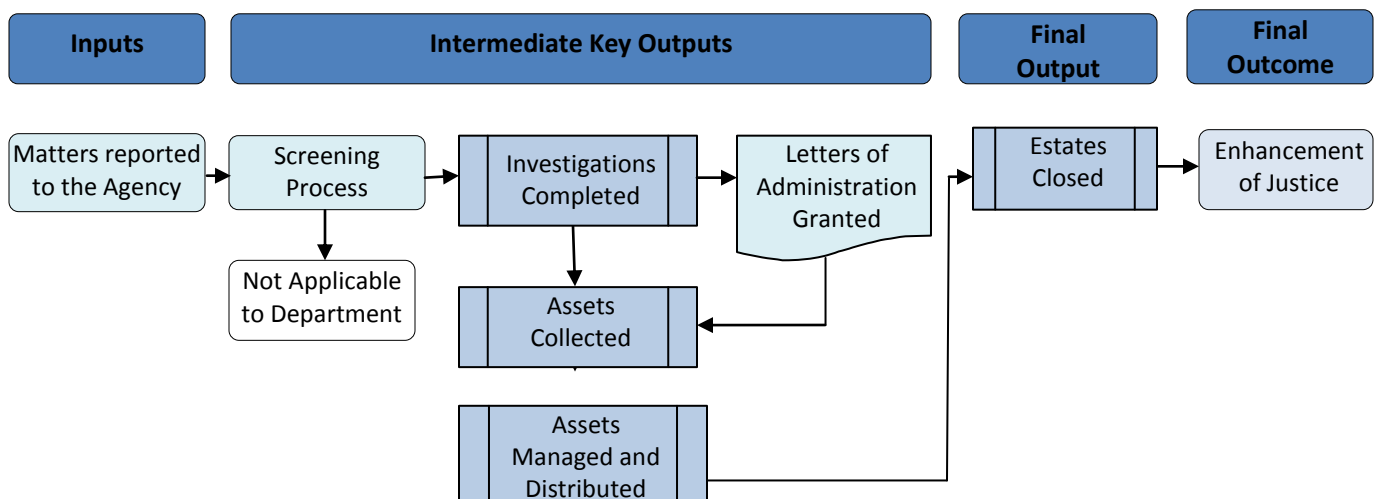 Inputs
Intermediate Key Outputs
Final
Output
Final
Outcome
Matters reported
to the Agency
Screening
Process
Investigations
Completed
Letters of
Administration
Granted
Estates
Closed
Enhancement
of Justice
Not Applicable
to Department
Assets
Collected
Assets
Managed and
Distributed